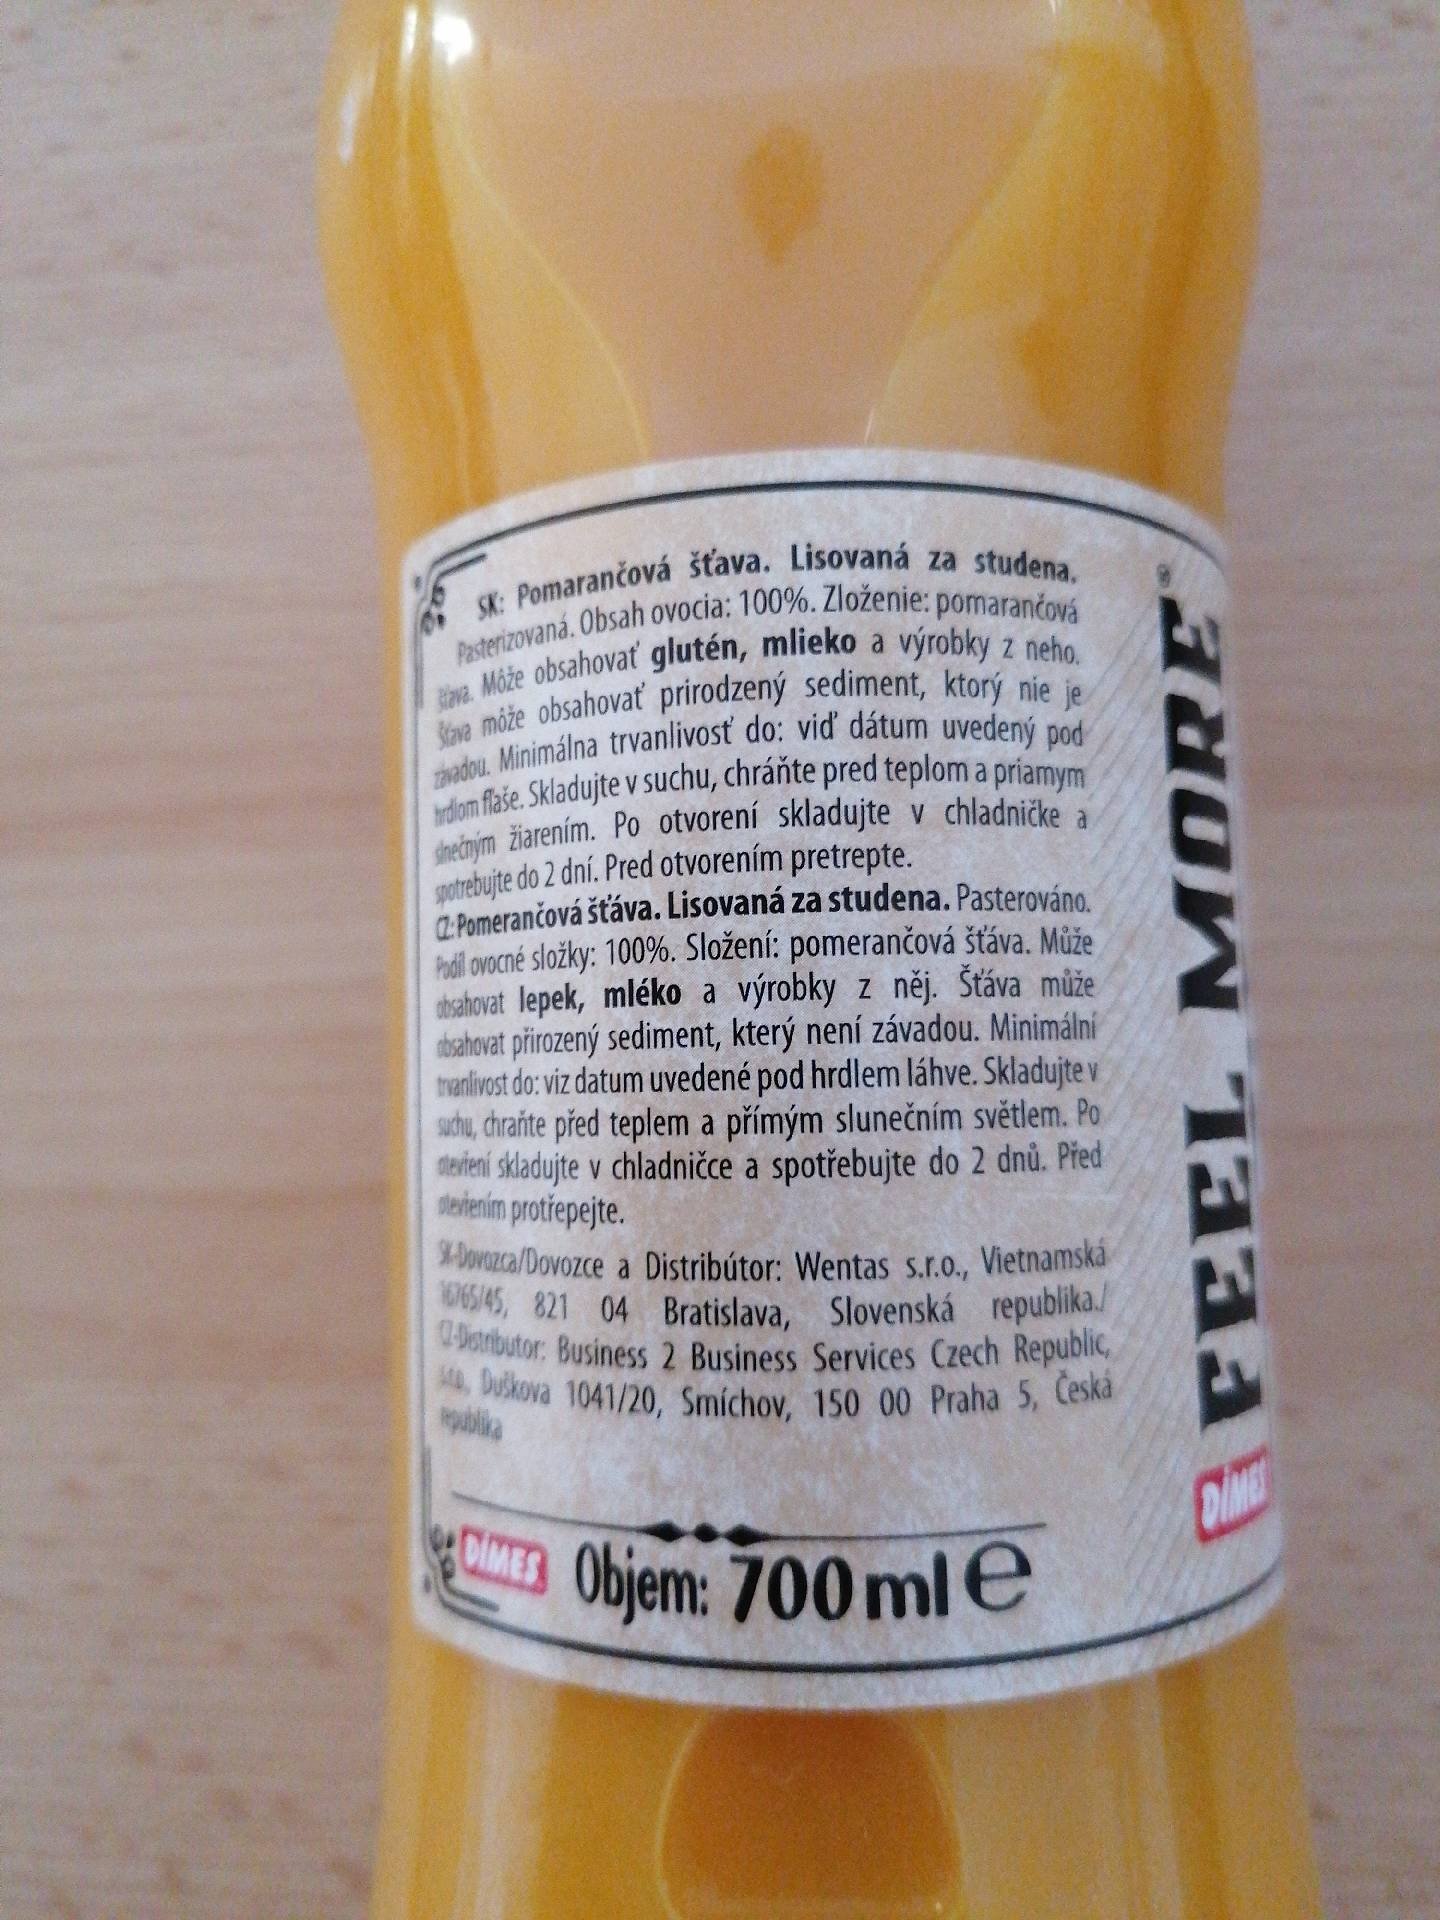 SK: Pomarančová šťava. Lisovaná za studena.
Pasterizovaná. Obsah ovocia: 100%. Zloženie: pomarančová
šťava. Môže obsahovať glutén, mlieko a výrobky z neho.
Šťava môže obsahovať prirodzený sediment, ktorý nie je
závadou. Minimálna trvanlivosť do: viď dátum uvedený pod
hrdlom fľaše. Skladujte v suchu, chráňte pred teplom a priamym
slnečným žiarením. Po otvorení skladujte v chladničke a
spotrebujte do 2 dní. Pred otvorením pretrepte.
CZ: Pomerančová šťáva. Lisovaná za studena. Pasterováno.
Podíl ovocné složky: 100%. Složení: pomerančová šťáva. Může
obsahovat lepek, mléko a výrobky z něj. Šťáva může
obsahovat přirozený sediment, který není závadou. Minimální
trvanlivost do: viz datum uvedené pod hrdlem láhve. Skladujte v
suchu, chraňte před teplem a přímým slunečním světlem. Po
otevření skladujte v chladničce a spotřebujte do 2 dnů. Před
otevřením protřepejte.
SK-Dovozca/Dovozce a Distribútor: Wentas s.r.o., Vietnamská
16765/45, 821 04 Bratislava, Slovenská republika./
CZ-Distributor: Business 2 Business Services Czech Republic,
s.r.o, Duškova 1041/20, Smíchov, 150 00 Praha 5, Česká
republika
DİMES Objem: 700 ml ℮
FEEL MORE®
DİMES